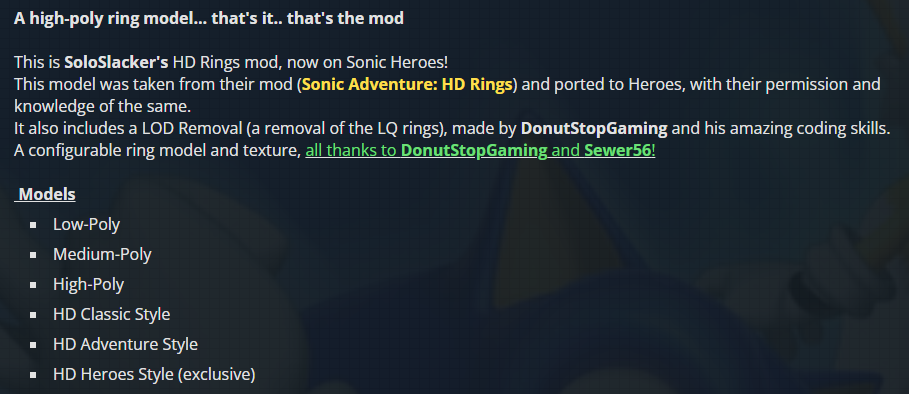 A high-poly ring model... that's it.. that's the mod
This is SoloSlacker's HD Rings mod, now on Sonic Heroes!
This model was taken from their mod (Sonic Adventure: HD Rings) and ported to Heroes, with their permission and
knowledge of the same.
It also includes a LOD Removal (a removal of the LQ rings), made by DonutStopGaming and his amazing coding skills.
A configurable ring model and texture, all thanks to DonutStopGaming and Sewer56!
Models
Low-Poly
Medium-Poly
High-Poly
HD Classic Style
HD Adventure Style
HD Heroes Style (exclusive)